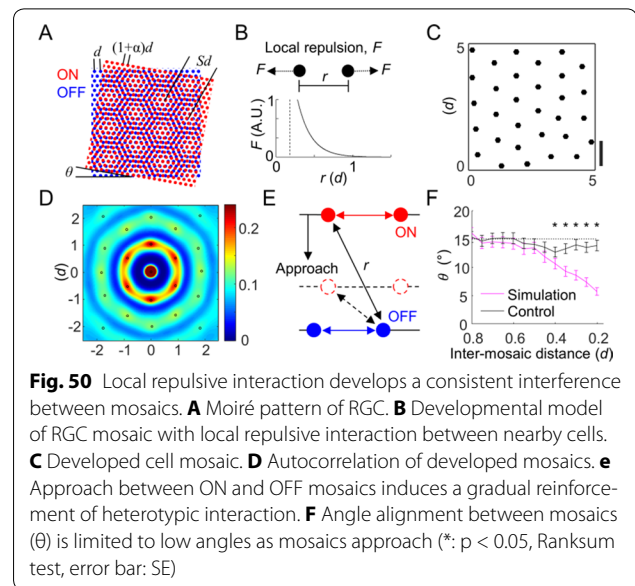 A
d
(1+α)d
Sd
ON
OFF
θ
B
Local repulsion, F
F
F
r
F (A.U.)
1
0
0
1
r (d)
C
5
(d)
0
0
5
D
2
1
0
-1
-2
(d)
-2
-1
0
1
2
0.2
0.1
0
E
ON
Approach
r
OFF
F
* * * * *
20
15
10
5
0
θ (°)
Simulation
Control
0.8
0.6
0.4
0.2
Inter-mosaic distance (d)
Fig. 50 Local repulsive interaction develops a consistent interference
between mosaics. A Moiré pattern of RGC. B Developmental model
of RGC mosaic with local repulsive interaction between nearby cells.
C Developed cell mosaic. D Autocorrelation of developed mosaics. e
Approach between ON and OFF mosaics induces a gradual reinforce-
ment of heterotypic interaction. F Angle alignment between mosaics
(θ) is limited to low angles as mosaics approach (*: p < 0.05, Ranksum
test, error bar: SE)